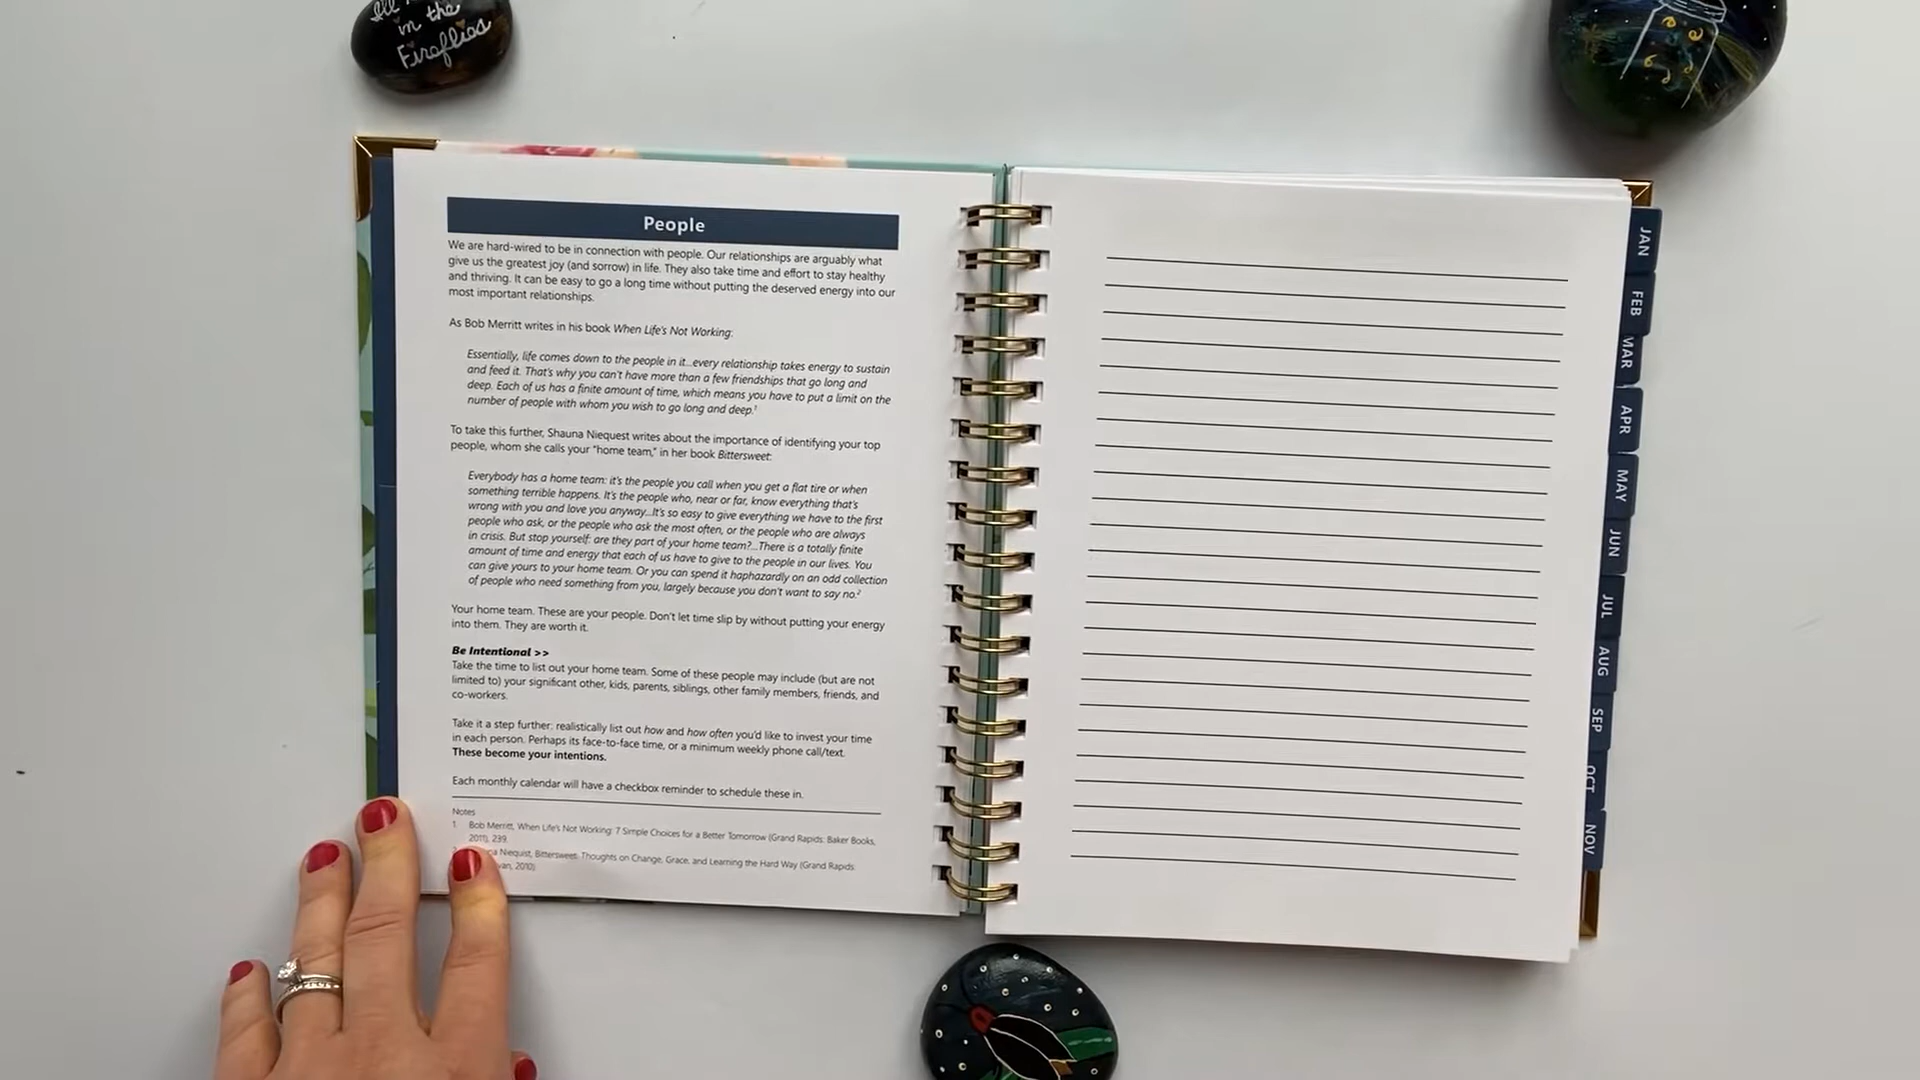 in the
Fireflies
People
We are hard-wired to be in connection with people. Our relationships are arguably what
give us the greatest joy (and sorrow) in life. They also take time and effort to stay healthy
and thriving. It can be easy to go a long time without putting the deserved energy into our
most important relationships.
As Bob Merritt writes in his book When Life's Not Working:
Essentially, life comes down to the people in it...every relationship takes energy to sustain
and feed it. That's why you can't have more than a few friendships that go long and
deep. Each of us has a finite amount of time, which means you have to put a limit on the
number of people with whom you wish to go long and deep.¹
To take this further, Shauna Niequest writes about the importance of identifying your top
people, whom she calls your "home team," in her book Bittersweet:
Everybody has a home team: it's the people you call when you get a flat tire or when
something terrible happens. It's the people who, near or far, know everything that's
wrong with you and love you anyway...It's so easy to give everything we have to the first
people who ask, or the people who ask the most often, or the people who are always
in crisis. But stop yourself: are they part of your home team?...There is a totally finite
amount of time and energy that each of us have to give to the people in our lives. You
can give yours to your home team. Or you can spend it haphazardly on an odd collection
of people who need something from you, largely because you don't want to say no.²
Your home team. These are your people. Don't let time slip by without putting your energy
into them. They are worth it.
Be Intentional >>
Take the time to list out your home team. Some of these people may include (but are not
limited to) your significant other, kids, parents, siblings, other family members, friends, and
co-workers.
Take it a step further: realistically list out how and how often you'd like to invest your time
in each person. Perhaps its face-to-face time, or a minimum weekly phone call/text.
These become your intentions.
Each monthly calendar will have a checkbox reminder to schedule these in.
Notes
1. Bob Merritt, When Life's Not Working: 7 Simple Choices for a Better Tomorrow (Grand Rapids: Baker Books,
2011), 239.
Niequist, Bittersweet: Thoughts on Change, Grace, and Learning the Hard Way (Grand Rapids:
2010)
JAN
FEB
MAR
APR
MAY
JUN
JUL
AUG
SEP
OCT
NOV